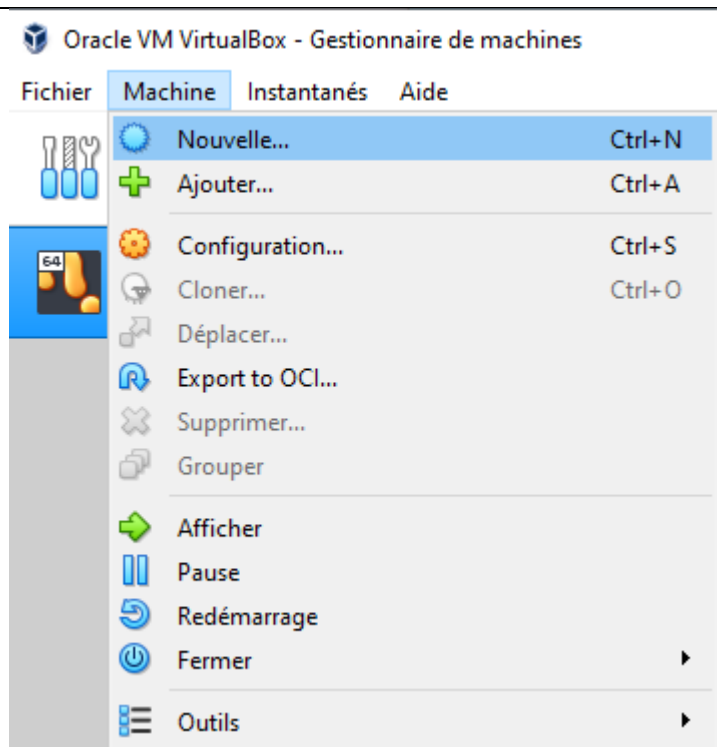 Oracle VM VirtualBox - Gestionnaire de machines
Fichier Machine Instantanés Aide
Nouvelle... Ctrl+N
Ajouter... Ctrl+A
64
Configuration... Ctrl+S
Cloner... Ctrl+O
Déplacer...
Export to OCI...
Supprimer...
Grouper
Afficher
Pause
Redémarrage
Fermer
Outils